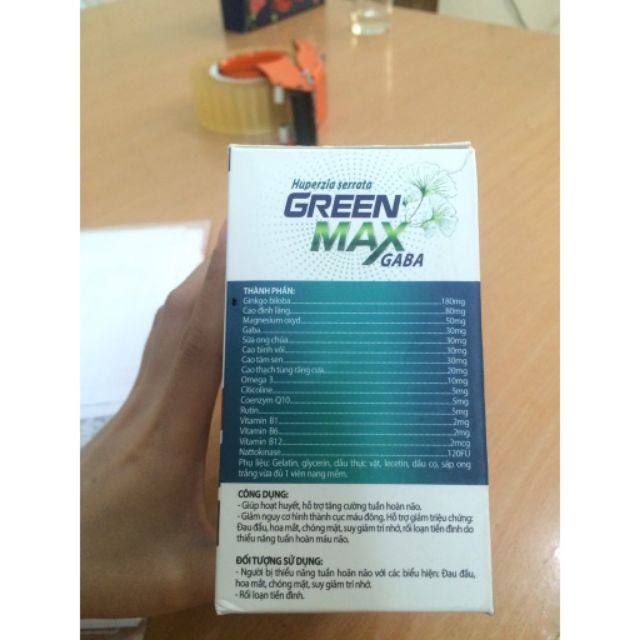 Huperzia serrata
GREEN
MAX
GABA
THÀNH PHẦN:
Ginkgo biloba.....180mg
Cao đinh lăng.....80mg
Magnesium oxyd.....50mg
Gaba.....30mg
Sữa ong chúa.....30mg
Cao bình vôi.....30mg
Cao tâm sen.....30mg
Cao thạch tùng răng cưa.....20mg
Omega 3.....10mg
Citicoline.....5mg
Coenzym Q10.....5mg
Rutin.....5mg
Vitamin B1.....2mg
Vitamin B6.....2mg
Vitamin B12.....2mcg
Nattokinase.....120FU
Phụ liệu: Gelatin, glycerin, dầu thực vật, lecetin, dầu cọ, sáp ong
trắng vừa đủ 1 viên nang mềm.
CÔNG DỤNG:
- Giúp hoạt huyết, hỗ trợ tăng cường tuần hoàn não.
- Giảm nguy cơ hình thành cục máu đông. Hỗ trợ giảm triệu chứng:
Đau đầu, hoa mắt, chóng mặt, suy giảm trí nhớ, rối loạn tiền đình do
thiểu năng tuần hoàn máu não.
ĐỐI TƯỢNG SỬ DỤNG:
- Người bị thiểu năng tuần hoàn não với các biểu hiện: Đau đầu,
hoa mắt, chóng mặt, suy giảm trí nhớ.
- Rối loạn tiền đình.